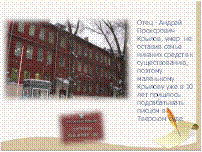 Отец - Андрей
Прохорович
Крылов, умер не
оставив семье
никаких средств к
существованию,
поэтому
маленькому
Крылову уже в 10
лет пришлось
подрабатывать
писцом в
Тверском суде.